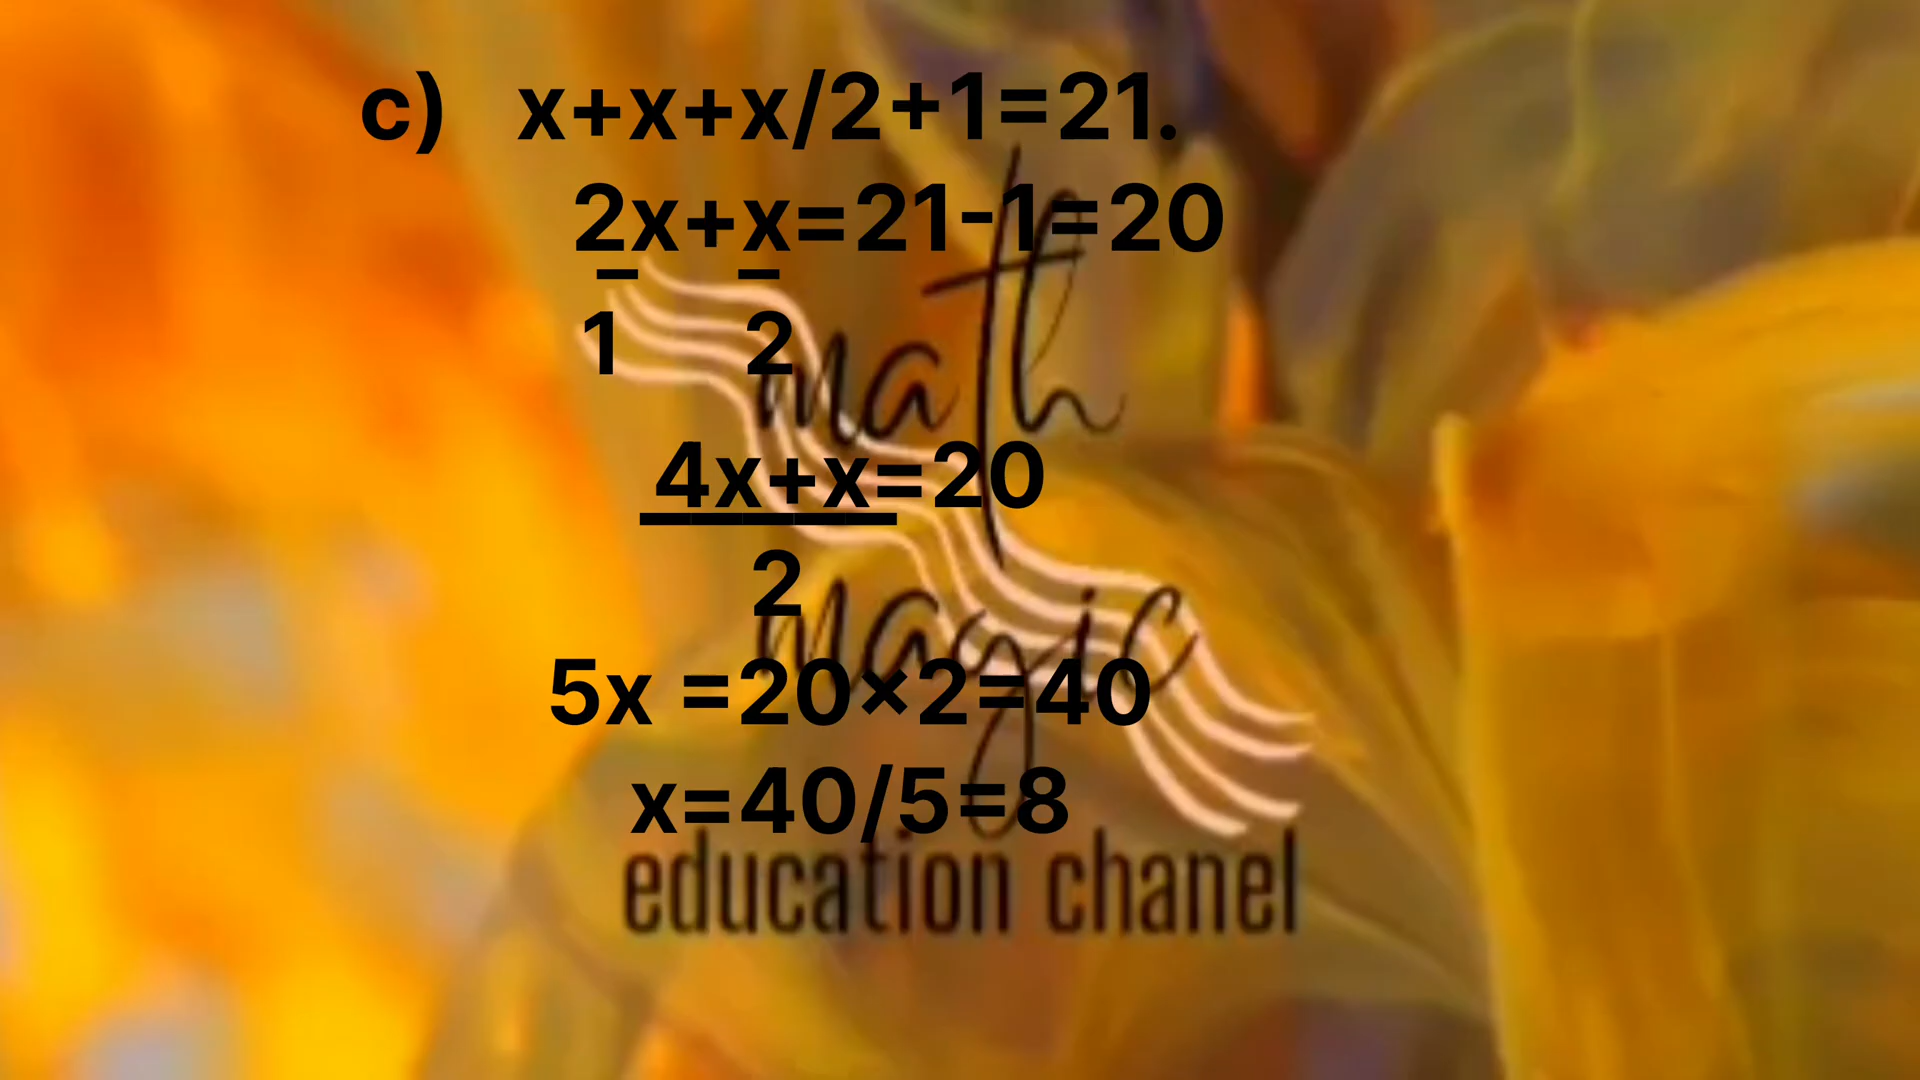 c) x+x+x/2+1=21.
2x+x=21-1=20
_ _
1 2
4x+x=20
2
5x =20×2=40
x=40/5=8
math
magic
education chanel